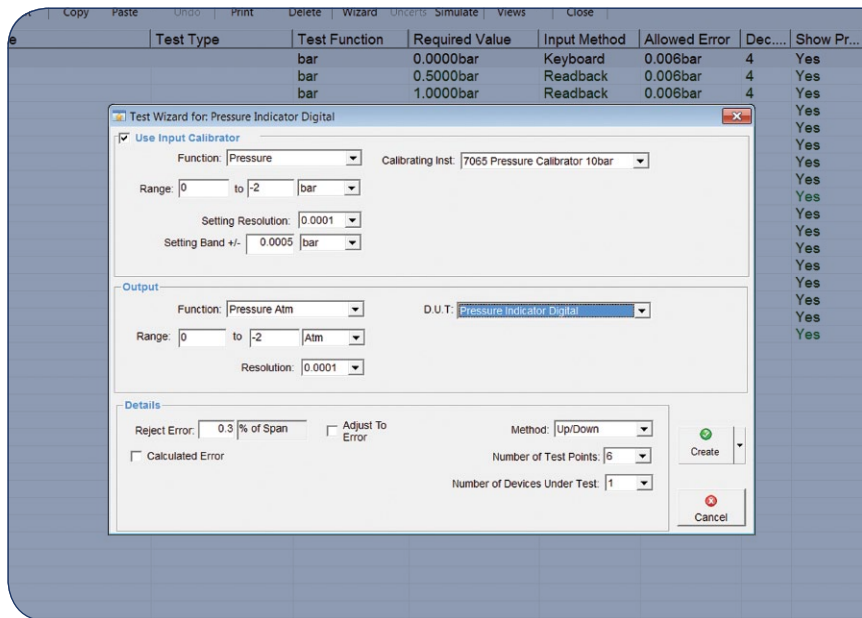 Copy Paste Undo Print Delete Wizard Uncerts Simulate Views Close
Test Type Test Function Required Value Input Method Allowed Error Dec.... Show Pr...
bar 0.0000bar Keyboard 0.006bar 4 Yes
bar 0.5000bar Readback 0.006bar 4 Yes
bar 1.0000bar Readback 0.006bar 4 Yes
Test Wizard for: Pressure Indicator Digital
Yes
Yes
Use Input Calibrator
Yes
Function: Pressure Calibrating Inst: 7065 Pressure Calibrator 10bar
Yes
Range: 0 to -2 bar
Yes
Yes
Setting Resolution: 0.0001
Yes
Setting Band +/- 0.0005 bar
Yes
Yes
Yes
Output
Yes
Function: Pressure Atm D.U.T: Pressure Indicator Digital
Yes
Yes
Range: 0 to -2 Atm
Yes
Resolution: 0.0001
Details
Reject Error: 0.3 % of Span Adjust To Error Method: Up/Down
Calculated Error Number of Test Points: 6 Create
Number of Devices Under Test: 1
Cancel